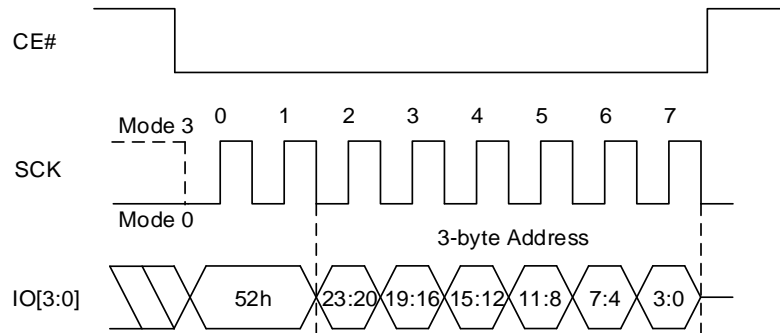 CE#
Mode 3 0 1 2 3 4 5 6 7
SCK
Mode 0
3-byte Address
IO[3:0] 52h 23:20 19:16 15:12 11:8 7:4 3:0